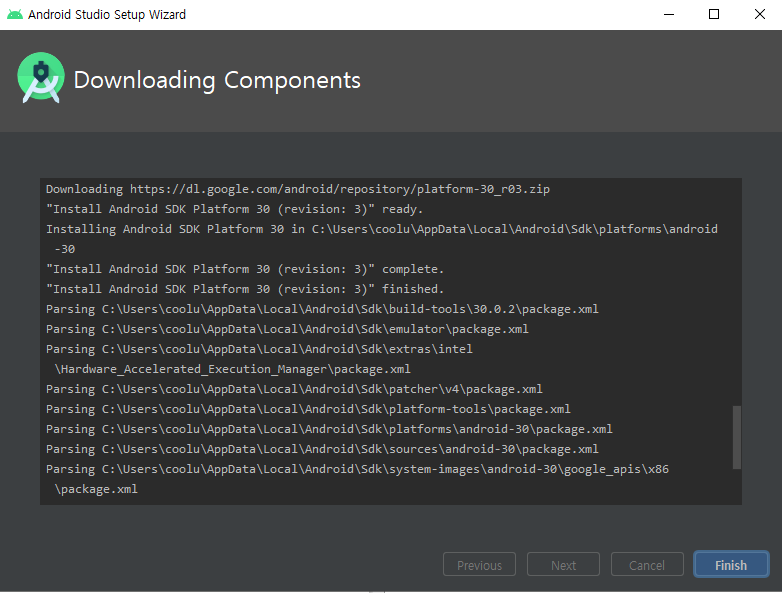 Android Studio Setup Wizard
Downloading Components
Downloading https://dl.google.com/android/repository/platform-30_r03.zip
"Install Android SDK Platform 30 (revision: 3)" ready.
Installing Android SDK Platform 30 in C:\Users\coolu\AppData\Local\Android\Sdk\platforms\android
-30
"Install Android SDK Platform 30 (revision: 3)" complete.
"Install Android SDK Platform 30 (revision: 3)" finished.
Parsing C:\Users\coolu\AppData\Local\Android\Sdk\build-tools\30.0.2\package.xml
Parsing C:\Users\coolu\AppData\Local\Android\Sdk\emulator\package.xml
Parsing C:\Users\coolu\AppData\Local\Android\Sdk\extras\intel
\Hardware_Accelerated_Execution_Manager\package.xml
Parsing C:\Users\coolu\AppData\Local\Android\Sdk\patcher\v4\package.xml
Parsing C:\Users\coolu\AppData\Local\Android\Sdk\platform-tools\package.xml
Parsing C:\Users\coolu\AppData\Local\Android\Sdk\platforms\android-30\package.xml
Parsing C:\Users\coolu\AppData\Local\Android\Sdk\sources\android-30\package.xml
Parsing C:\Users\coolu\AppData\Local\Android\Sdk\system-images\android-30\google_apis\x86
\package.xml
Previous Next Cancel Finish